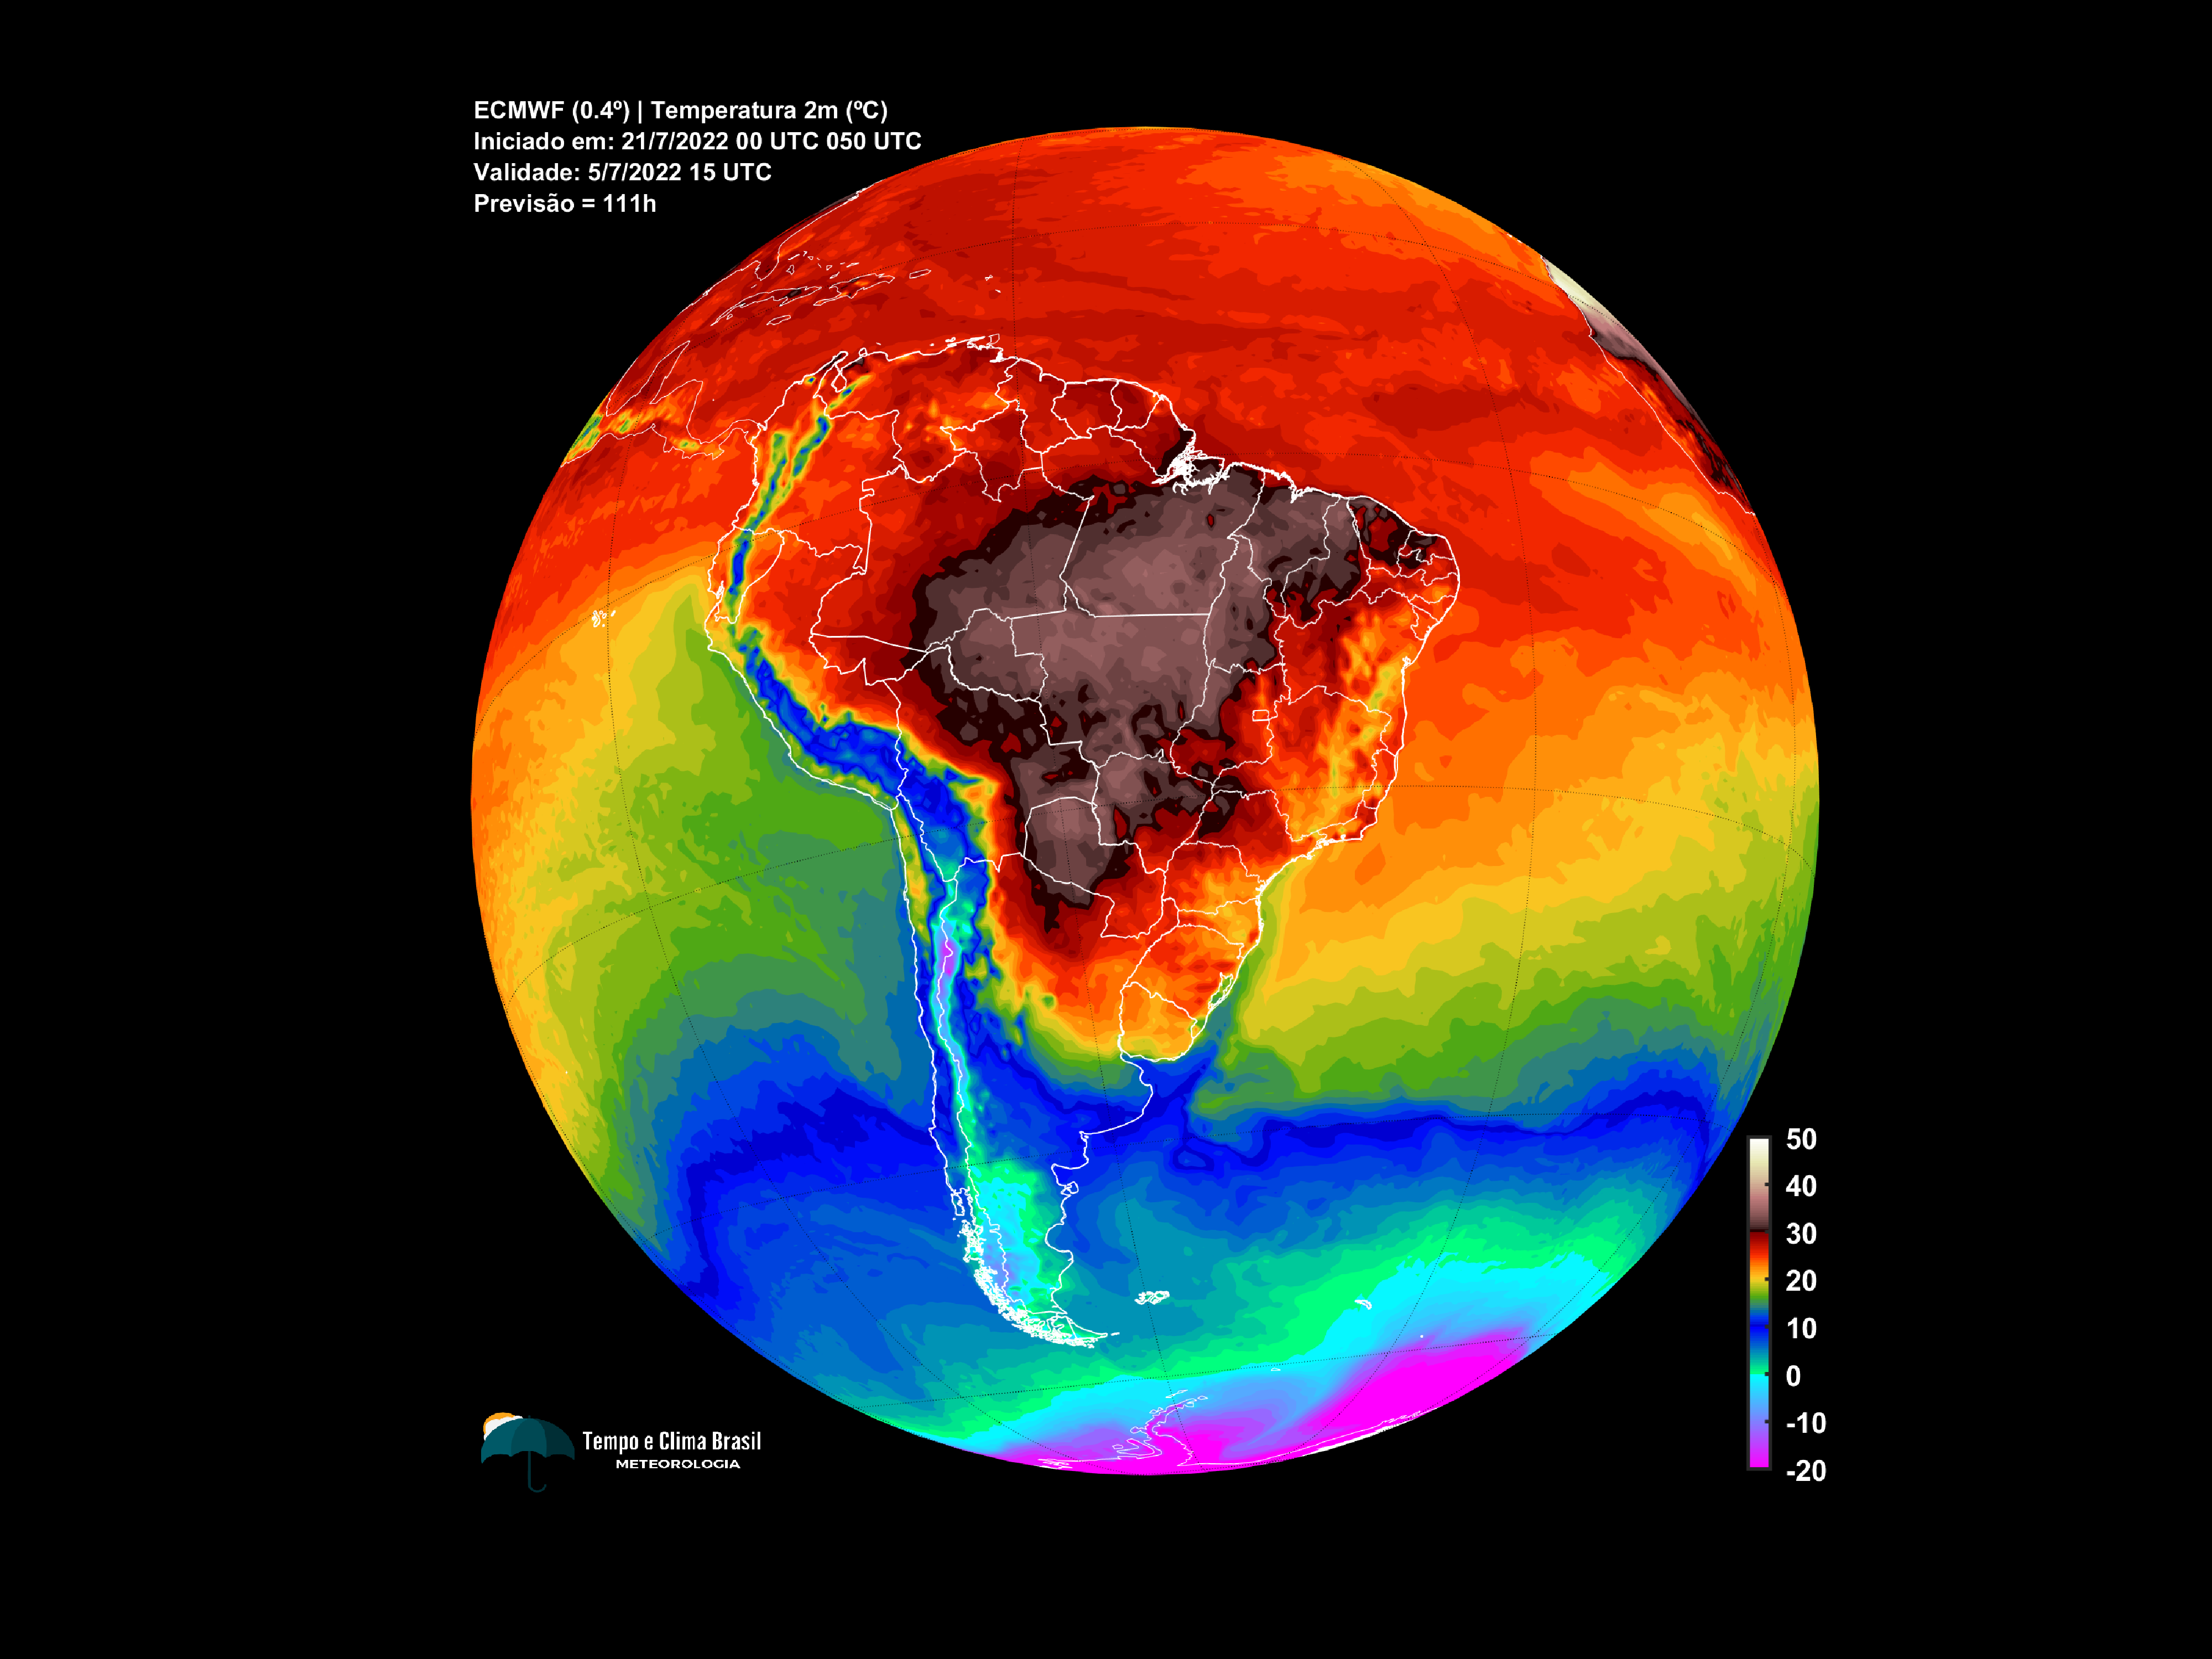 ECMWF (0.4º) | Temperatura 2m (ºC)
Iniciado em: 21/7/2022 00 UTC 050 UTC
Validade: 5/7/2022 15 UTC
Previsão = 111h
50
40
30
20
10
0
-10
-20
Tempo e Clima Brasil
METEOROLOGIA